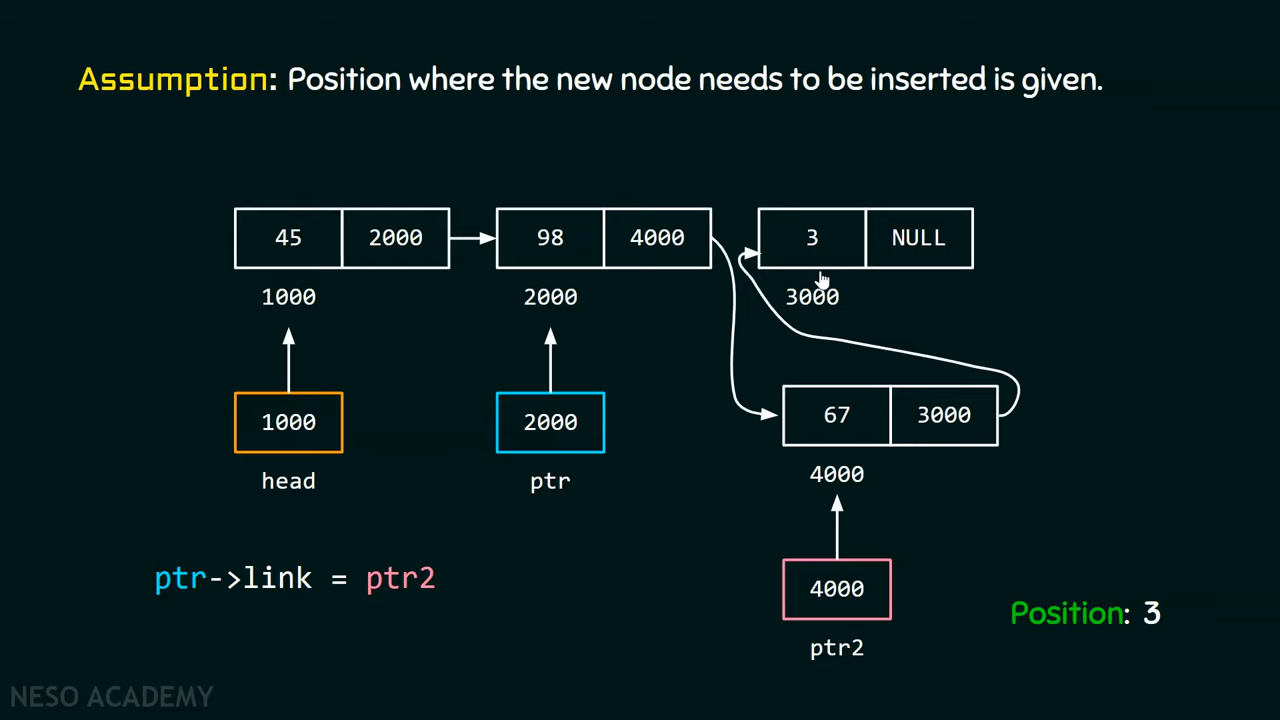 Assumption: Position where the new node needs to be inserted is given.
45 2000 98 4000 3 NULL
1000 2000 3000
1000 2000 67 3000
head ptr 4000
ptr->link = ptr2
4000
Position: 3
ptr2
NESO ACADEMY